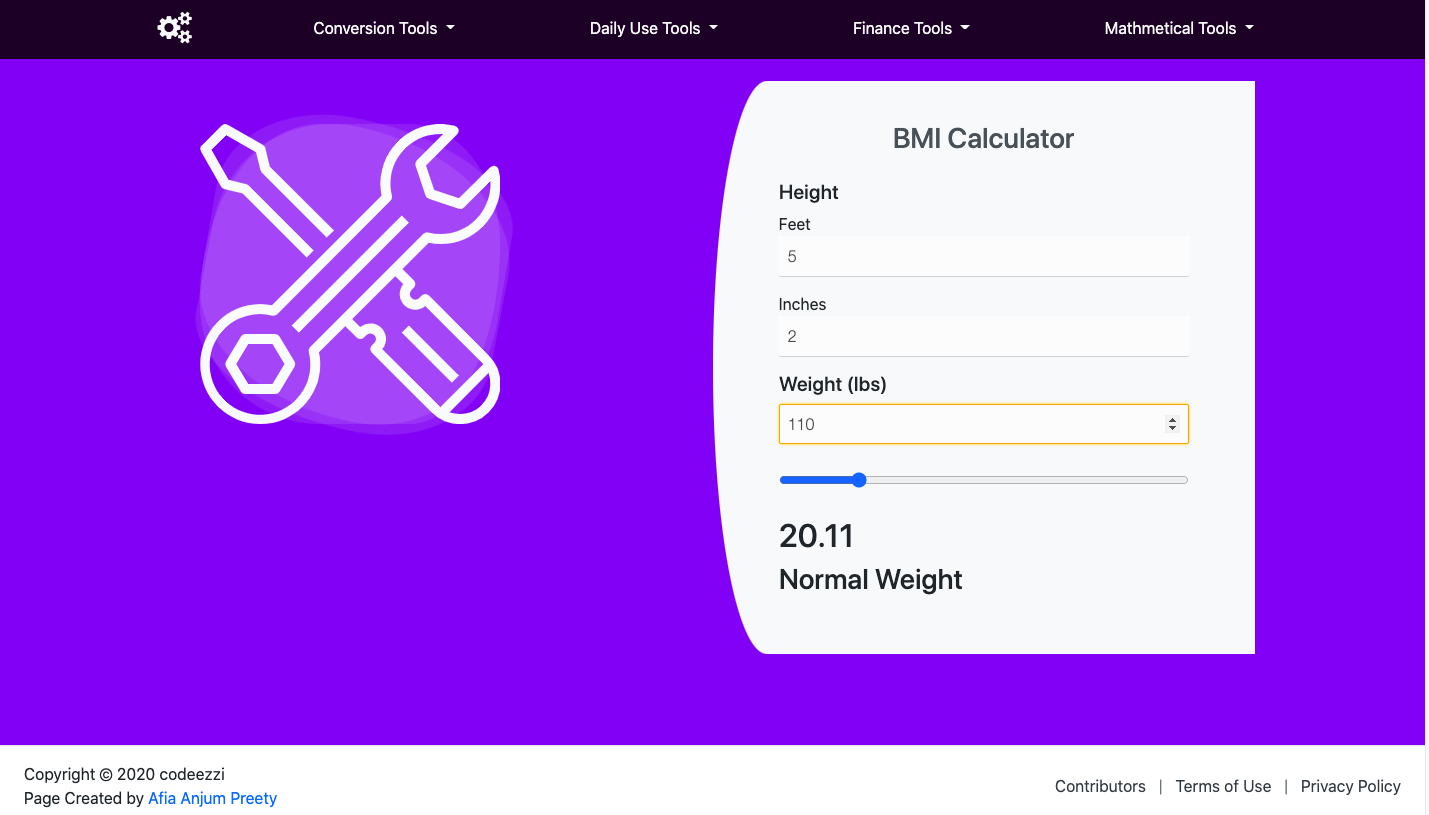 Conversion Tools
Daily Use Tools
Finance Tools
Mathmetical Tools
BMI Calculator
Height
Feet
5
Inches
2
Weight (lbs)
110
20.11
Normal Weight
Copyright © 2020 codeezzi
Page Created by Afia Anjum Preety
Contributors | Terms of Use | Privacy Policy